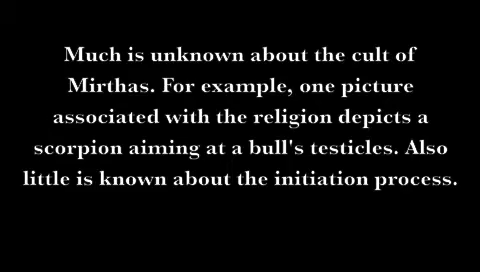 Much is unknown about the cult of
Mirthas. For example, one picture
associated with the religion depicts a
scorpion aiming at a bull's testicles. Also
little is known about the initiation process.